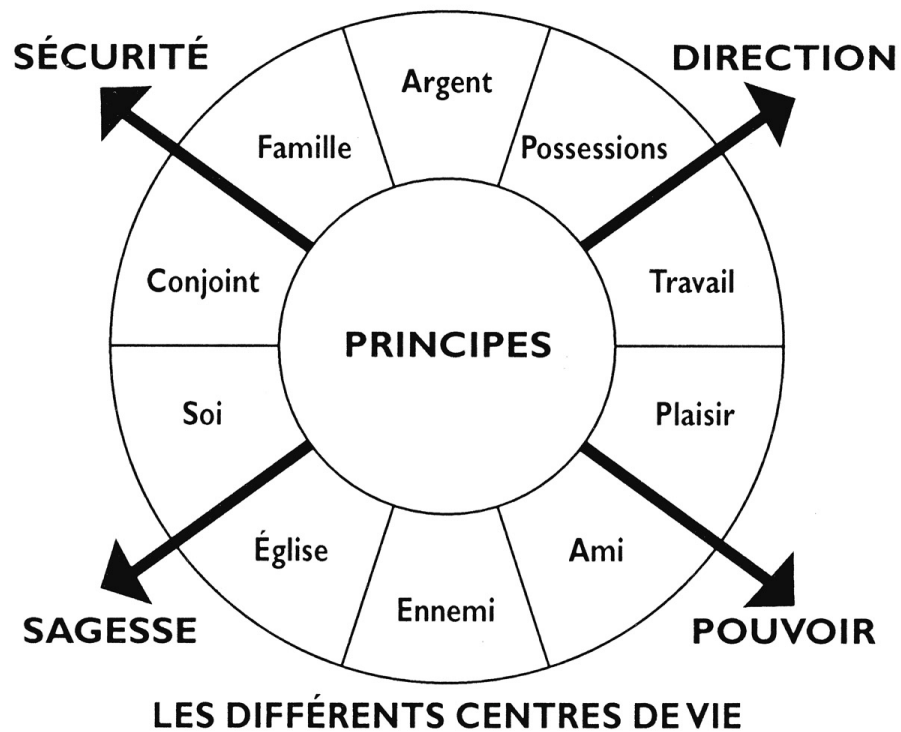 SÉCURITÉ
DIRECTION
Argent
Famille
Possessions
Conjoint
Travail
PRINCIPES
Soi
Plaisir
Église
Ami
Ennemi
SAGESSE
POUVOIR
LES DIFFÉRENTS CENTRES DE VIE